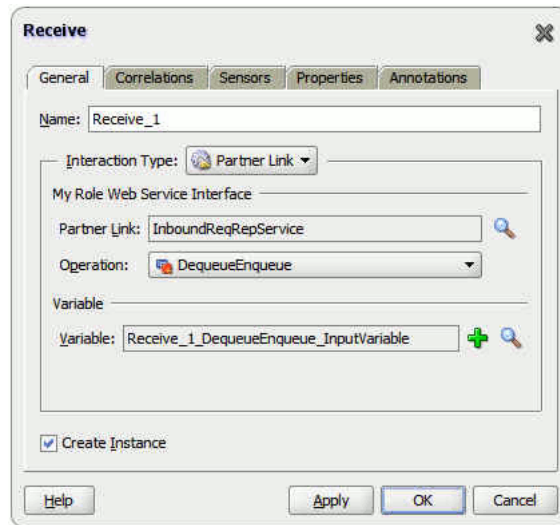 Receive
General Correlations Sensors Properties Annotations
Name: Receive_1
Interaction Type: Partner Link
My Role Web Service Interface
Partner Link: InboundReqRepService
Operation: DequeueEnqueue
Variable
Variable: Receive_1_DequeueEnqueue_InputVariable
Create Instance
Help Apply OK Cancel